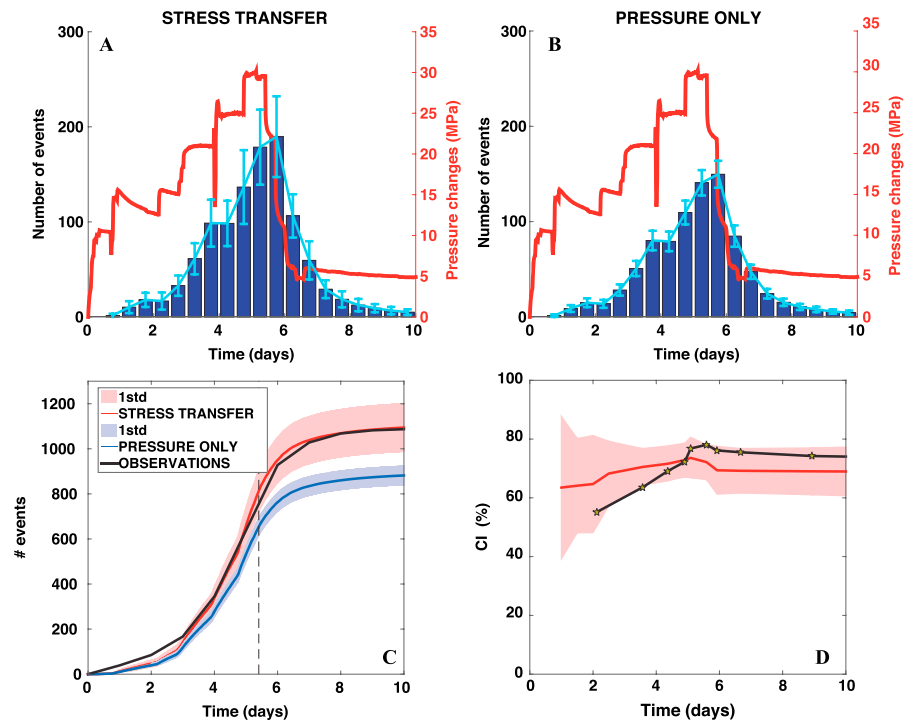 STRESS TRANSFER
PRESSURE ONLY
A
B
300
200
100
0
Number of events
35
30
25
20
15
10
5
0
Pressure changes (MPa)
0 2 4 6 8 10
Time (days)
300
200
100
0
Number of events
35
30
25
20
15
10
5
0
Pressure changes (MPa)
0 2 4 6 8 10
Time (days)
1std
STRESS TRANSFER
1std
PRESSURE ONLY
OBSERVATIONS
1200
1000
800
600
400
200
0
# events
C
0 2 4 6 8 10
Time (days)
100
80
60
40
20
0
CI (%)
D
0 2 4 6 8 10
Time (days)